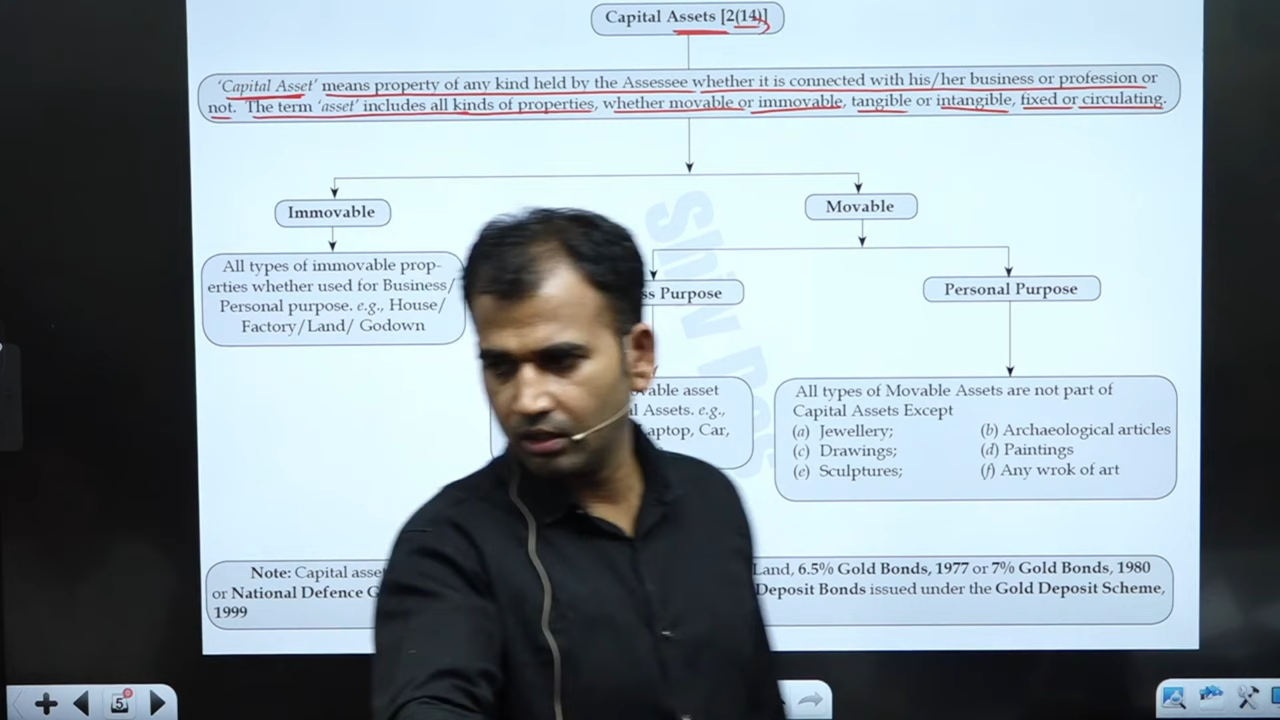 Capital Assets [2(14)]
‘Capital Asset’ means property of any kind held by the Assessee whether it is connected with his/her business or profession or
not. The term ‘asset’ includes all kinds of properties, whether movable or immovable, tangible or intangible, fixed or circulating.
Immovable
Movable
All types of immovable prop-
erties whether used for Business/
Personal purpose. e.g., House/
Factory/Land/ Godown
Purpose
Personal Purpose
asset
Assets. e.g.,
Laptop, Car,
All types of Movable Assets are not part of
Capital Assets Except
(a) Jewellery; (b) Archaeological articles
(c) Drawings; (d) Paintings
(e) Sculptures; (f) Any wrok of art
Note: Capital Land, 6.5% Gold Bonds, 1977 or 7% Gold Bonds, 1980
or National Defence Deposit Bonds issued under the Gold Deposit Scheme,
1999
Shiv Das
5